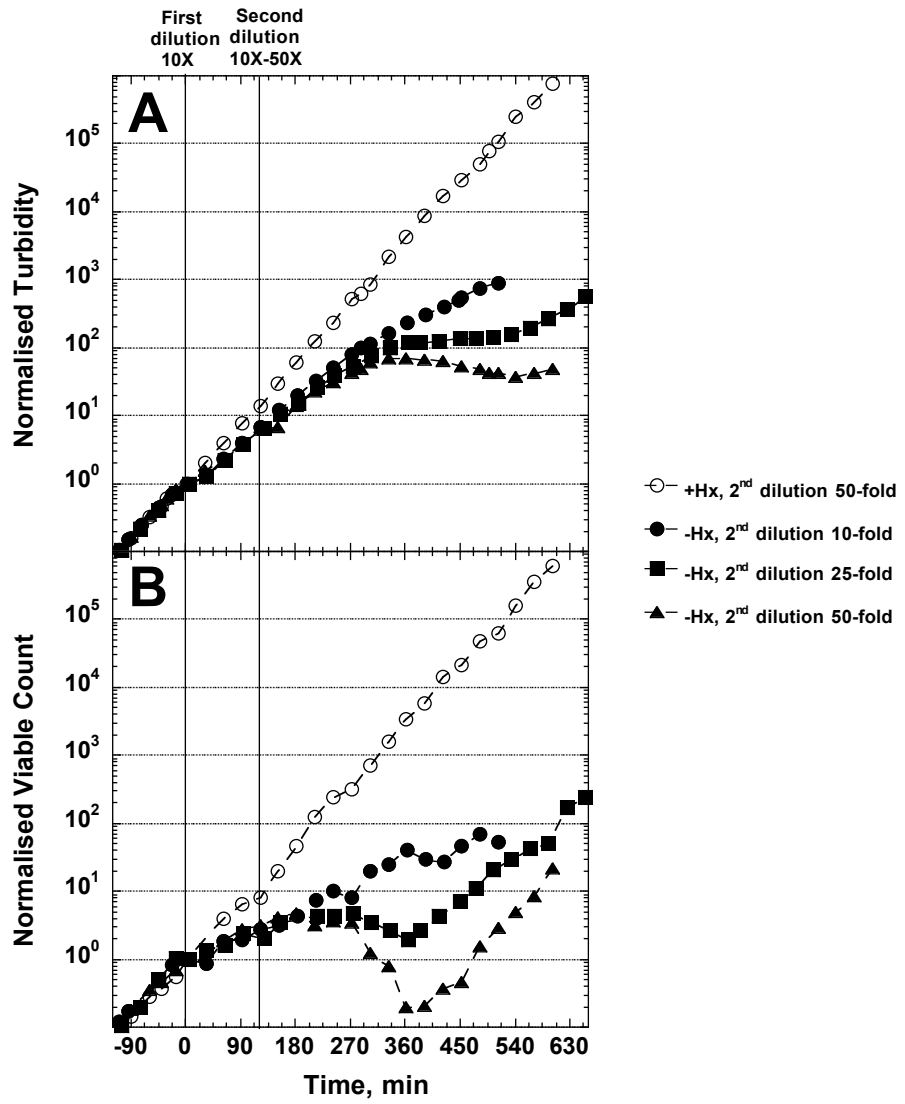 First
dilution
10X
Second
dilution
10X-50X
A
10^5
10^4
10^3
10^2
10^1
10^0
Normalised Turbidity
B
10^5
10^4
10^3
10^2
10^1
10^0
Normalised Viable Count
-90 0 90 180 270 360 450 540 630
Time, min
+Hx, 2nd dilution 50-fold
-Hx, 2nd dilution 10-fold
-Hx, 2nd dilution 25-fold
-Hx, 2nd dilution 50-fold